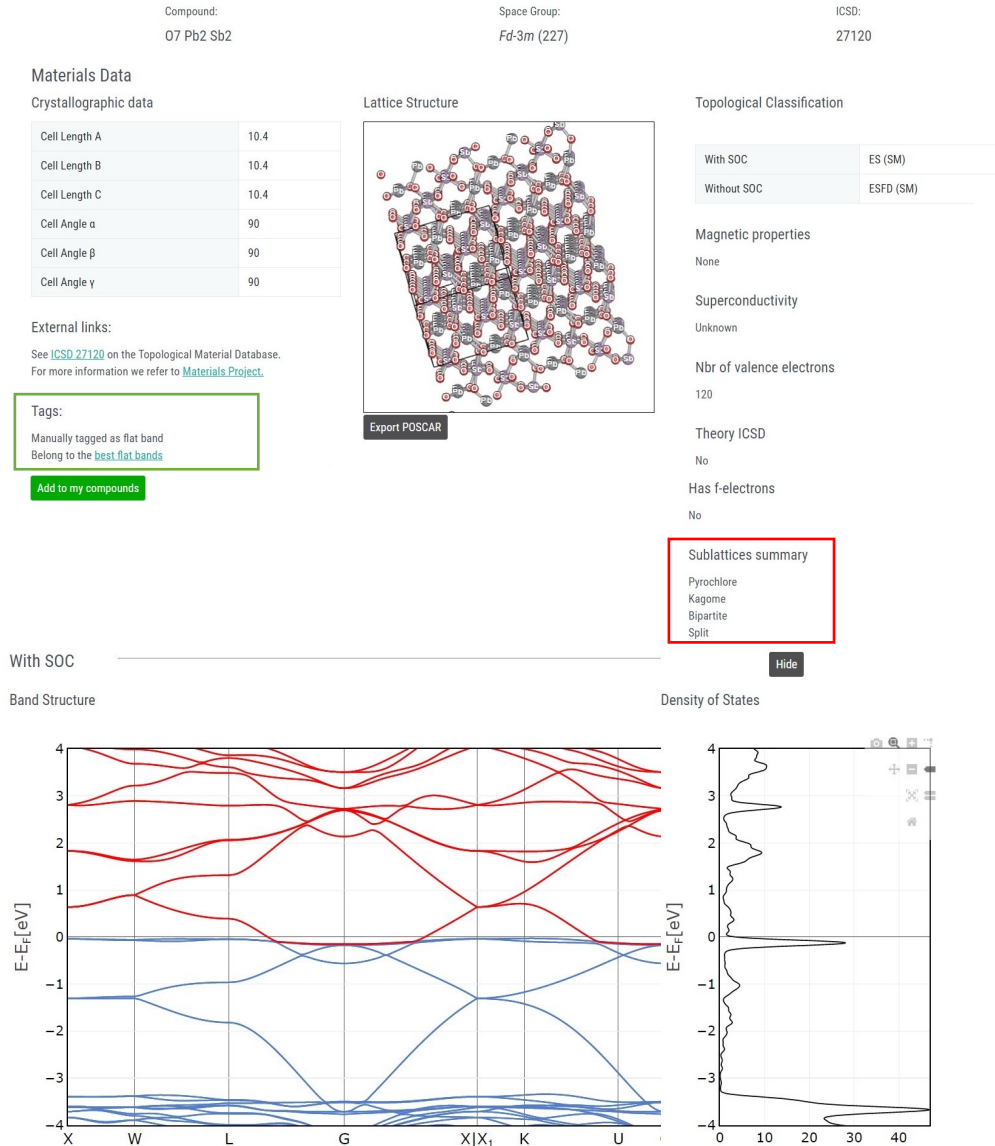 Compound:
Space Group:
ICSD:
O7 Pb2 Sb2
Fd-3m (227)
27120
Materials Data
Crystallographic data
Cell Length A 10.4
Cell Length B 10.4
Cell Length C 10.4
Cell Angle α 90
Cell Angle β 90
Cell Angle γ 90
External links:
See ICSD 27120 on the Topological Material Database.
For more information we refer to Materials Project.
Tags:
Manually tagged as flat band
Belong to the best flat bands
Add to my compounds
Lattice Structure
Export POSCAR
Topological Classification
With SOC ES (SM)
Without SOC ESFD (SM)
Magnetic properties
None
Superconductivity
Unknown
Nbr of valence electrons
120
Theory ICSD
No
Has f-electrons
No
Sublattices summary
Pyrochlore
Kagome
Bipartite
Split
With SOC
Hide
Band Structure
E-E_F[eV]
4
3
2
1
0
−1
−2
−3
−4
X W L G X|X₁ K U
Density of States
E-E_F[eV]
4
3
2
1
0
−1
−2
−3
−4
0 10 20 30 40